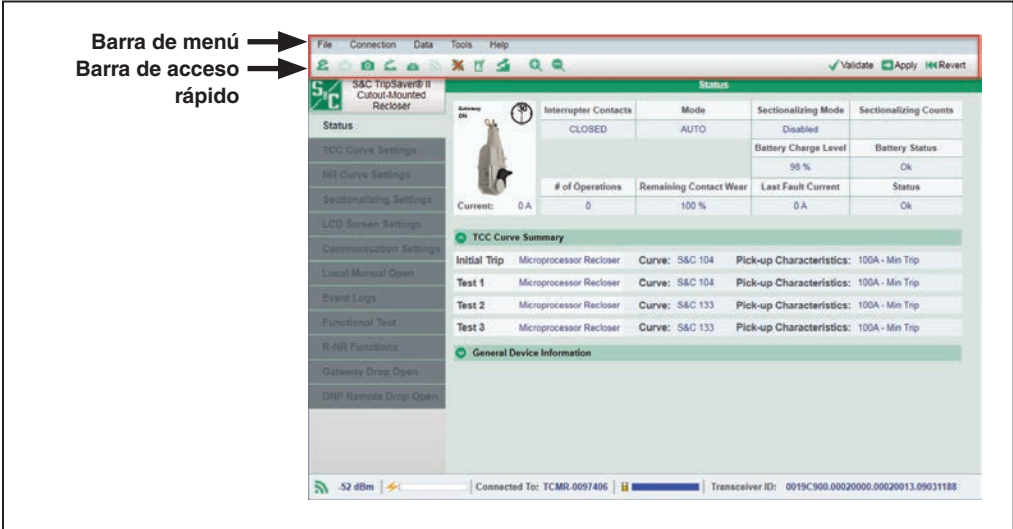 Barra de menú
Barra de acceso
rápido
File Connection Data Tools Help
Validate Apply Revert
S&C
S&C TripSaver® II
Cutout-Mounted
Recloser
Status
Status
TCC Curve Settings
NR Curve Settings
Sectionalizing Settings
LCD Screen Settings
Communication Settings
Local Manual Open
Event Logs
Functional Test
R-NR Functions
Gateway Drop Open
DNP Remote Drop Open
Gateway
ON
30
Current: 0 A
Interrupter Contacts Mode Sectionalizing Mode Sectionalizing Counts
CLOSED AUTO Disabled
Battery Charge Level Battery Status
98 % Ok
# of Operations Remaining Contact Wear Last Fault Current Status
0 100 % 0 A Ok
TCC Curve Summary
Initial Trip Microprocessor Recloser Curve: S&C 104 Pick-up Characteristics: 100A - Min Trip
Test 1 Microprocessor Recloser Curve: S&C 104 Pick-up Characteristics: 100A - Min Trip
Test 2 Microprocessor Recloser Curve: S&C 133 Pick-up Characteristics: 100A - Min Trip
Test 3 Microprocessor Recloser Curve: S&C 133 Pick-up Characteristics: 100A - Min Trip
General Device Information
-52 dBm Connected To: TCMR-0097406 Transceiver ID: 0019C900.00020000.00020013.09031188